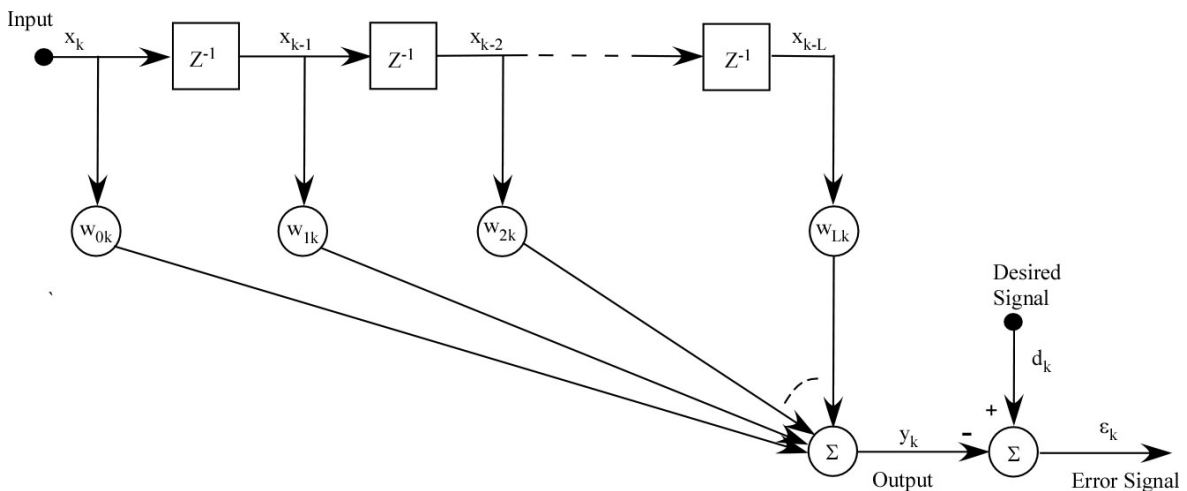 Input
x_k
Z^-1
x_k-1
Z^-1
x_k-2
Z^-1
x_k-L
w_0k
w_1k
w_2k
w_Lk
Desired
Signal
d_k
+
-
Σ
y_k
Σ
ε_k
Output
Error Signal